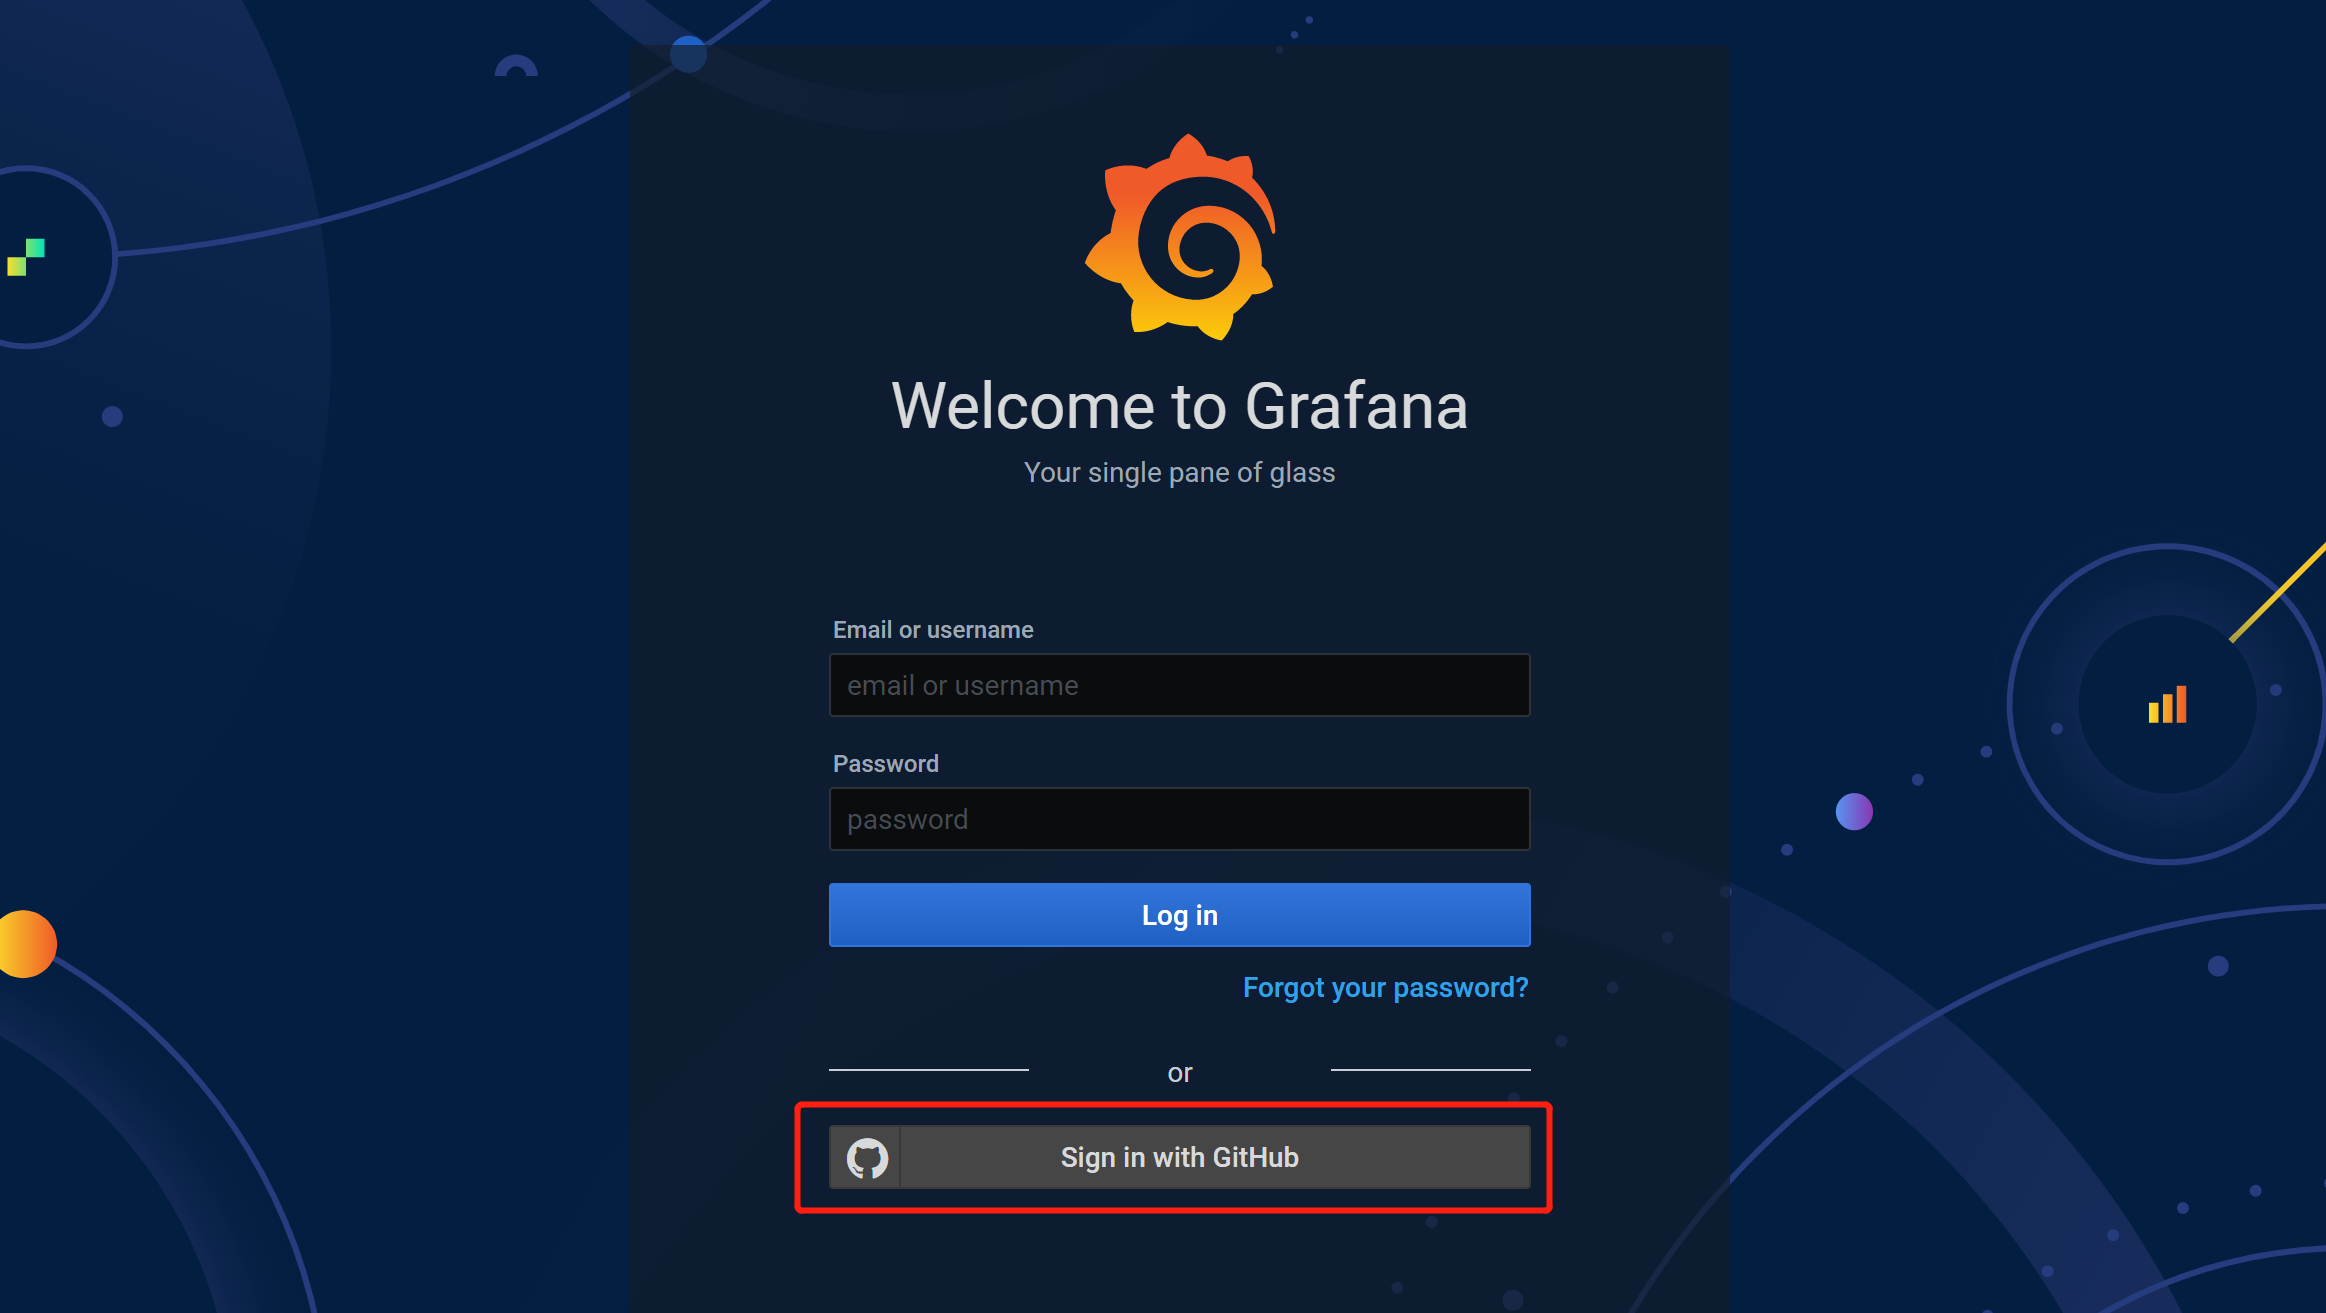 Welcome to Grafana
Your single pane of glass
Email or username
email or username
Password
password
Log in
Forgot your password?
or
Sign in with GitHub